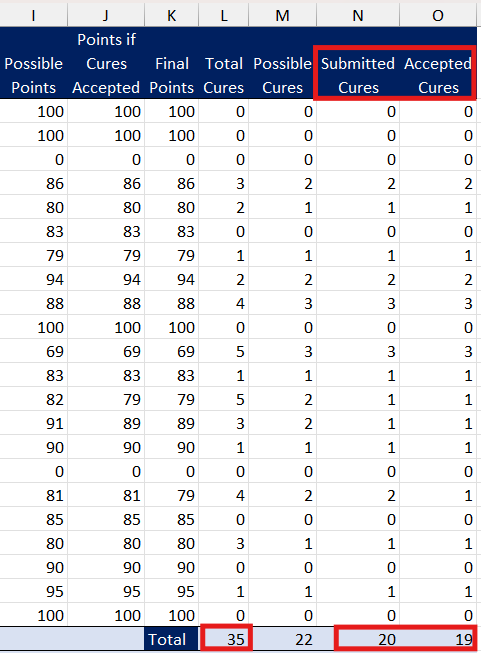 I J K L M N O
Points if
Possible Cures Final Total Possible Submitted Accepted
Points Accepted Points Cures Cures Cures Cures
100 100 100 0 0 0 0
100 100 100 0 0 0 0
0 0 0 0 0 0 0
86 86 86 3 2 2 2
80 80 80 2 1 1 1
83 83 83 0 0 0 0
79 79 79 1 1 1 1
94 94 94 2 2 2 2
88 88 88 4 3 3 3
100 100 100 0 0 0 0
69 69 69 5 3 3 3
83 83 83 1 1 1 1
82 79 79 5 2 1 1
91 89 89 3 2 1 1
90 90 90 1 1 1 1
0 0 0 0 0 0 0
81 81 79 4 2 2 1
85 85 85 0 0 0 0
80 80 80 3 1 1 1
90 90 90 0 0 0 0
95 95 95 1 1 1 1
100 100 100 0 0 0 0
Total 35 22 20 19